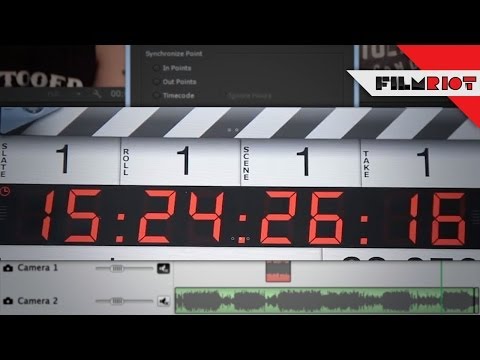 Synchronize Point
In Points
Out Points
Timecode
FILMRIOT
SLATE 1 ROLL 1 SCENE 1 TAKE 1
15:24:26:16
Camera 1
Camera 2